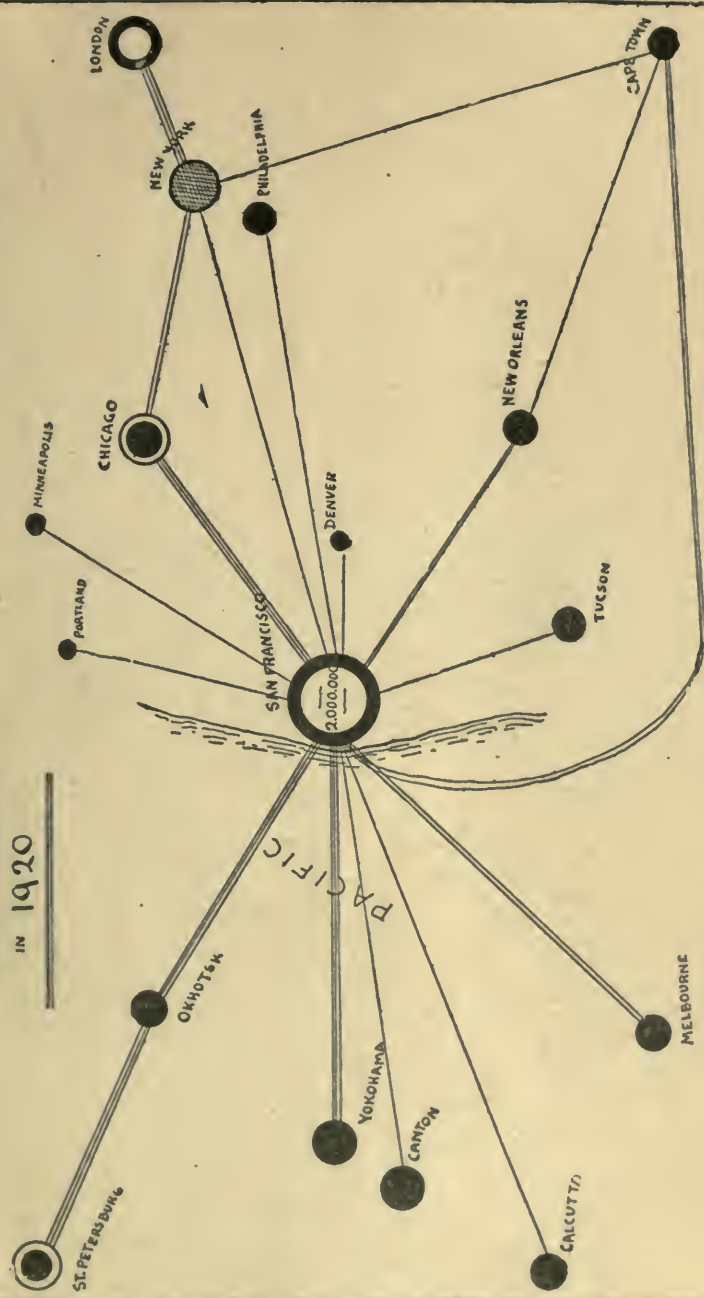 IN 1920
LONDON
NEW YORK
PHILADELPHIA
CAPE TOWN
CHICAGO
MINNEAPOLIS
NEW ORLEANS
DENVER
PORTLAND
TUCSON
SAN FRANCISCO
2.000.000
PACIFIC
OKHOTSK
ST. PETERSBURG
YOKOHAMA
CANTON
CALCUTTA
MELBOURNE